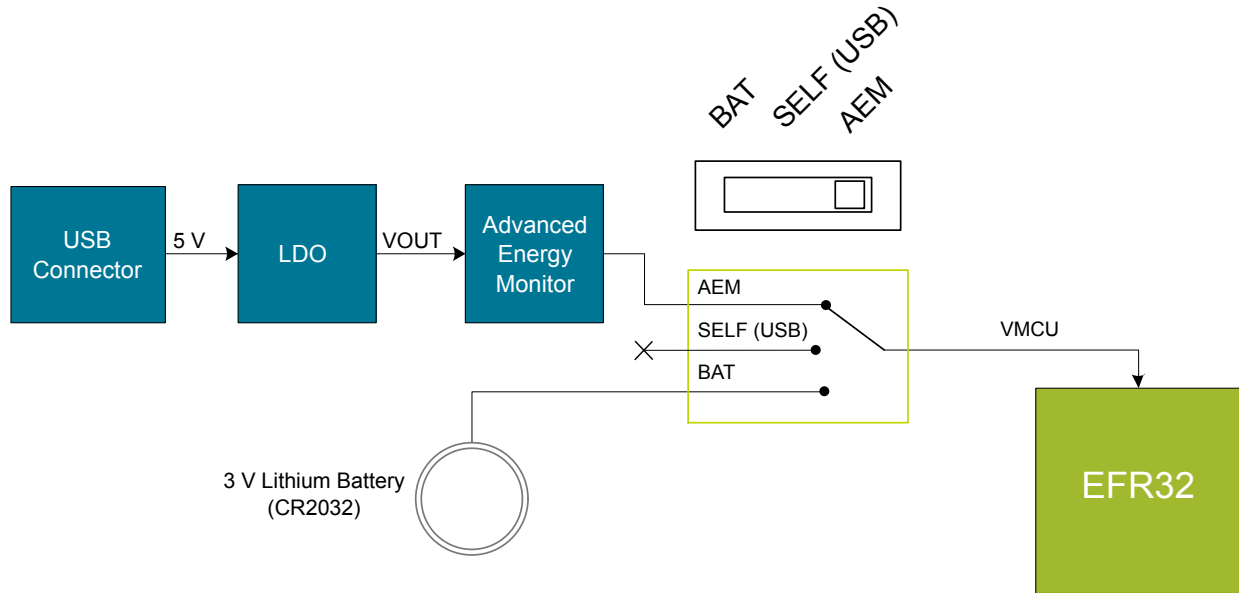 BAT
SELF (USB)
AEM
USB
Connector
5 V
LDO
VOUT
Advanced
Energy
Monitor
AEM
SELF (USB)
BAT
VMCU
3 V Lithium Battery
(CR2032)
EFR32